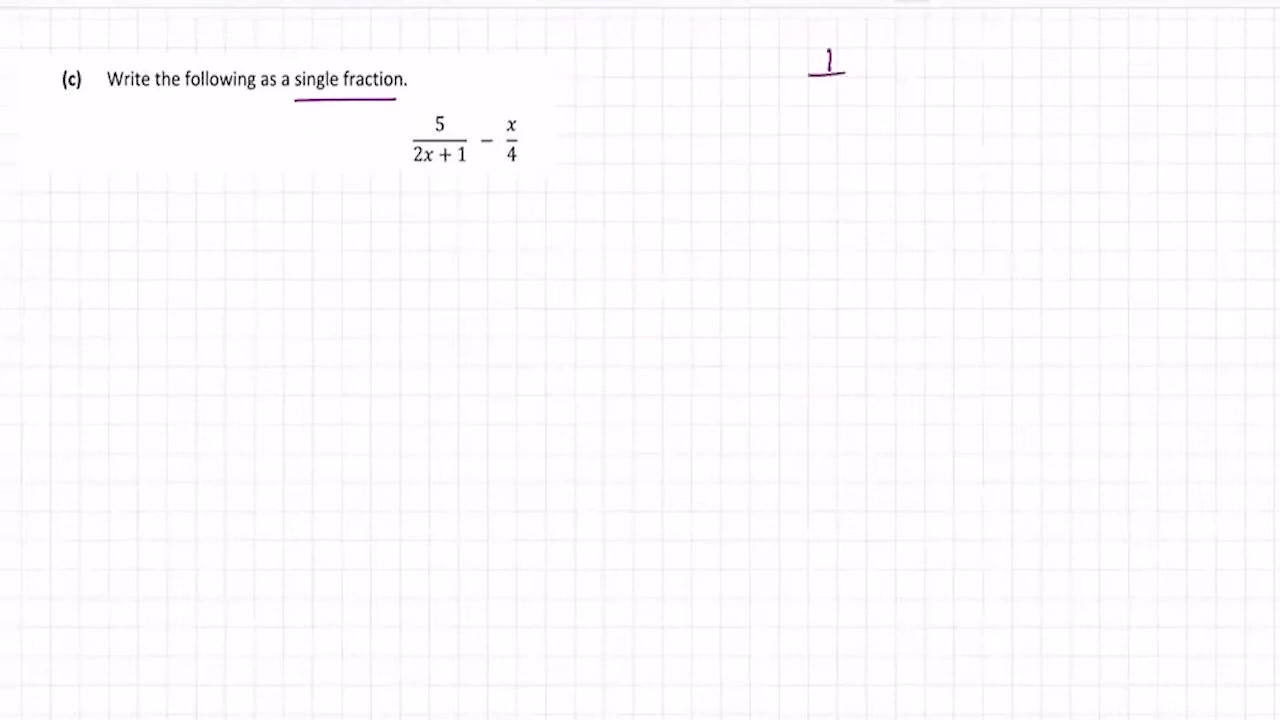 (c) Write the following as a single fraction.
5/(2x + 1) − x/4
1